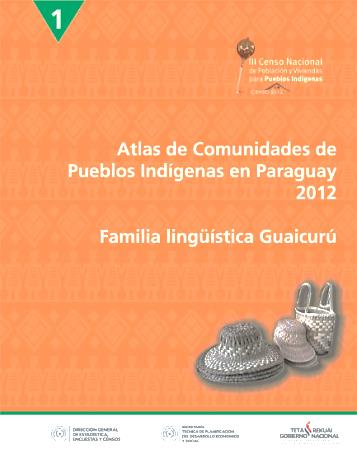 1
III Censo Nacional
de Población y Viviendas
para Pueblos Indígenas
CENSO 2012
Atlas de Comunidades de
Pueblos Indígenas en Paraguay
2012
Familia lingüística Guaicurú
DIRECCIÓN GENERAL
DE ESTADÍSTICA,
ENCUESTAS Y CENSOS
SECRETARÍA
TÉCNICA DE PLANIFICACIÓN
DEL DESARROLLO ECONÓMICO
Y SOCIAL
TETÃ REKUÁI
GOBIERNO NACIONAL